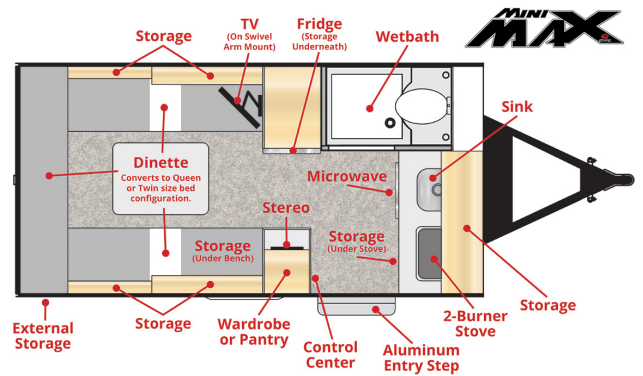 MINI
MAX
TV
(On Swivel
Arm Mount)
Fridge
(Storage
Underneath)
Storage
Wetbath
Sink
Dinette
Converts to Queen
or Twin size bed
configuration.
Microwave
Stereo
Storage
(Under Bench)
Storage
(Under Stove)
Storage
External
Storage
Storage
Wardrobe
or Pantry
Control
Center
Aluminum
Entry Step
2-Burner
Stove